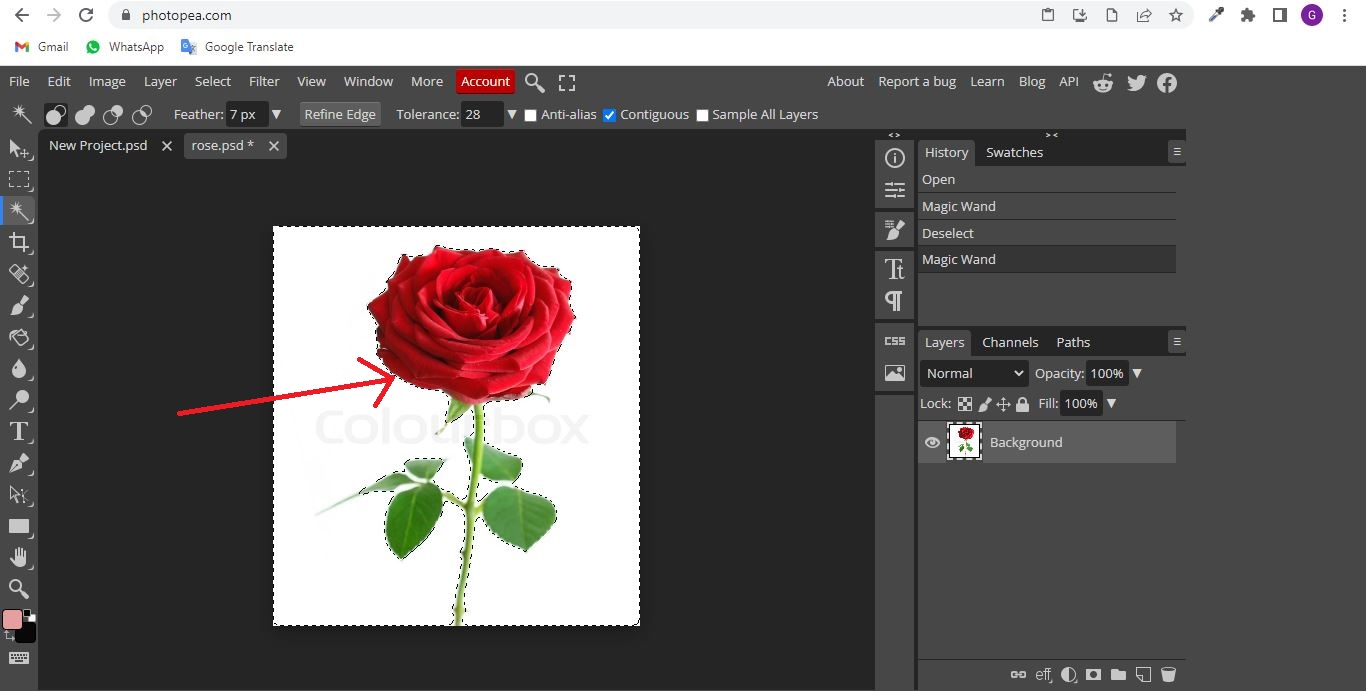 photopea.com
G
Gmail WhatsApp Google Translate
File Edit Image Layer Select Filter View Window More Account About Report a bug Learn Blog API
Feather: 7 px Refine Edge Tolerance: 28 Anti-alias Contiguous Sample All Layers
New Project.psd rose.psd *
History Swatches
Open
Magic Wand
Deselect
Magic Wand
CSS
Layers Channels Paths
Normal Opacity: 100%
Lock: Fill: 100%
Background
Colourbox
eff